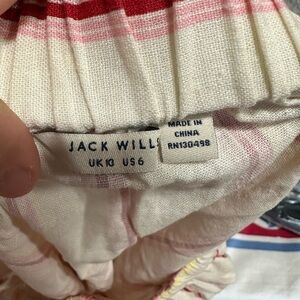 JACK WILLS
UK10 US6
MADE IN
CHINA
RN130498